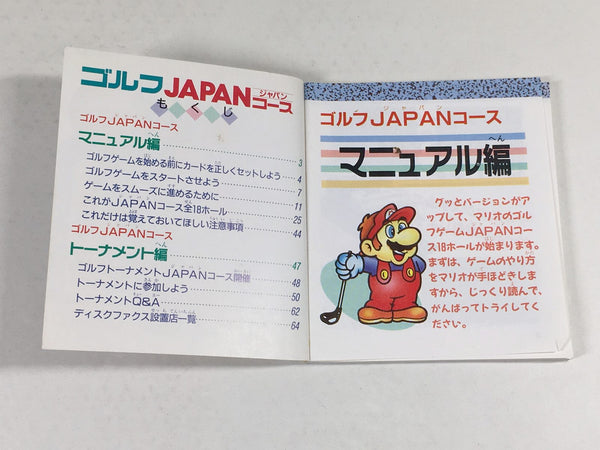 ゴルフJAPANコース
ジャパン
もくじ
ゴルフJAPANコース
マニュアル編 3
ゴルフゲームを始める前にカードを正しくセットしよう 4
ゴルフゲームをスタートさせよう 7
ゲームをスムーズに進めるために 11
これがJAPANコース全18ホール 25
これだけは覚えておいてほしい注意事項 44
ゴルフJAPANコース
トーナメント編 47
ゴルフトーナメントJAPANコース開催 48
トーナメントに参加しよう 50
トーナメントQ&A 62
ディスクファクス設置店一覧 64
ジャパン
ゴルフJAPANコース
へん
マニュアル編
グッとバージョンがア
ップして、マリオのゴル
フゲームJAPANコー
ス18ホールが始まります。
まずは、ゲームのやり方
をマリオが手ほどきしま
すから、じっくり読んで、
がんばってトライしてく
ださい。